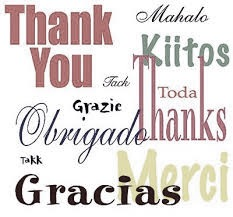 Thank You
Mahalo
Kiitos
Tack
Thanks
Toda
Grazie
Obrigado
Takk
Merci
Gracias